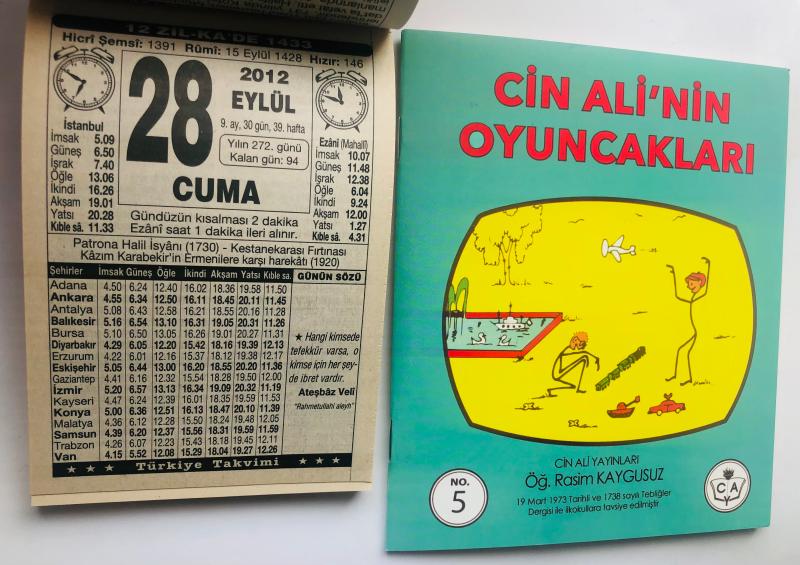 12 ZİL-KA'DE 1433
Hicrî Şemsî: 1391 Rûmî: 15 Eylül 1428 Hızır: 146
28
2012
EYLÜL
9. ay, 30 gün, 39. hafta
Yılın 272. günü
Kalan gün: 94
CUMA
İstanbul
İmsak 5.09
Güneş 6.50
İşrak 7.40
Öğle 13.06
İkindi 16.26
Akşam 19.01
Yatsı 20.28
Kıble sâ. 11.33
Ezânî (Mahallî)
İmsak 10.07
Güneş 11.48
İşrak 12.38
Öğle 6.04
İkindi 9.24
Akşam 12.00
Yatsı 1.27
Kıble sâ. 4.31
Gündüzün kısalması 2 dakika
Ezânî saat 1 dakika ileri alınır.
Patrona Halil İsyânı (1730) - Kestanekarası Fırtınası
Kâzım Karabekir'in Ermenilere karşı harekâtı (1920)
Şehirler İmsak Güneş Öğle İkindi Akşam Yatsı Kıble sa.
Adana 4.50 6.24 12.40 16.02 18.36 19.58 11.50
Ankara 4.55 6.34 12.50 16.11 18.45 20.11 11.45
Antalya 5.08 6.43 12.58 16.21 18.55 20.16 11.28
Balıkesir 5.16 6.54 13.10 16.31 19.05 20.31 11.26
Bursa 5.10 6.50 13.05 16.26 19.01 20.27 11.31
Diyarbakır 4.29 6.05 12.20 15.42 18.16 19.39 12.13
Erzurum 4.22 6.01 12.16 15.37 18.12 19.38 12.17
Eskişehir 5.05 6.44 13.00 16.20 18.55 20.20 11.36
Gaziantep 4.41 6.16 12.32 15.54 18.28 19.50 12.00
İzmir 5.20 6.57 13.13 16.34 19.09 20.32 11.19
Kayseri 4.47 6.24 12.39 16.01 18.35 19.59 11.53
Konya 5.00 6.36 12.51 16.13 18.47 20.10 11.39
Malatya 4.36 6.12 12.28 15.50 18.24 19.48 12.05
Samsun 4.39 6.20 12.37 15.56 18.31 19.59 11.59
Trabzon 4.26 6.07 12.23 15.43 18.18 19.45 12.11
Van 4.15 5.52 12.08 15.29 18.04 19.27 12.26
GÜNÜN SÖZÜ
★ Hangi kimsede
tefekkür varsa, o
kimse için her şey-
de ibret vardır.
Ateşbâz Velî
"Rahmetullahi aleyh"
★ ★ ★ Türkiye Takvimi ★ ★ ★
CİN ALİ'NİN
OYUNCAKLARI
CİN ALİ YAYINLARI
Öğ. Rasim KAYGUSUZ
19 Mart 1973 Tarihli ve 1738 sayılı Tebliğler
Dergisi ile ilkokullara tavsiye edilmiştir
NO.
5
C A